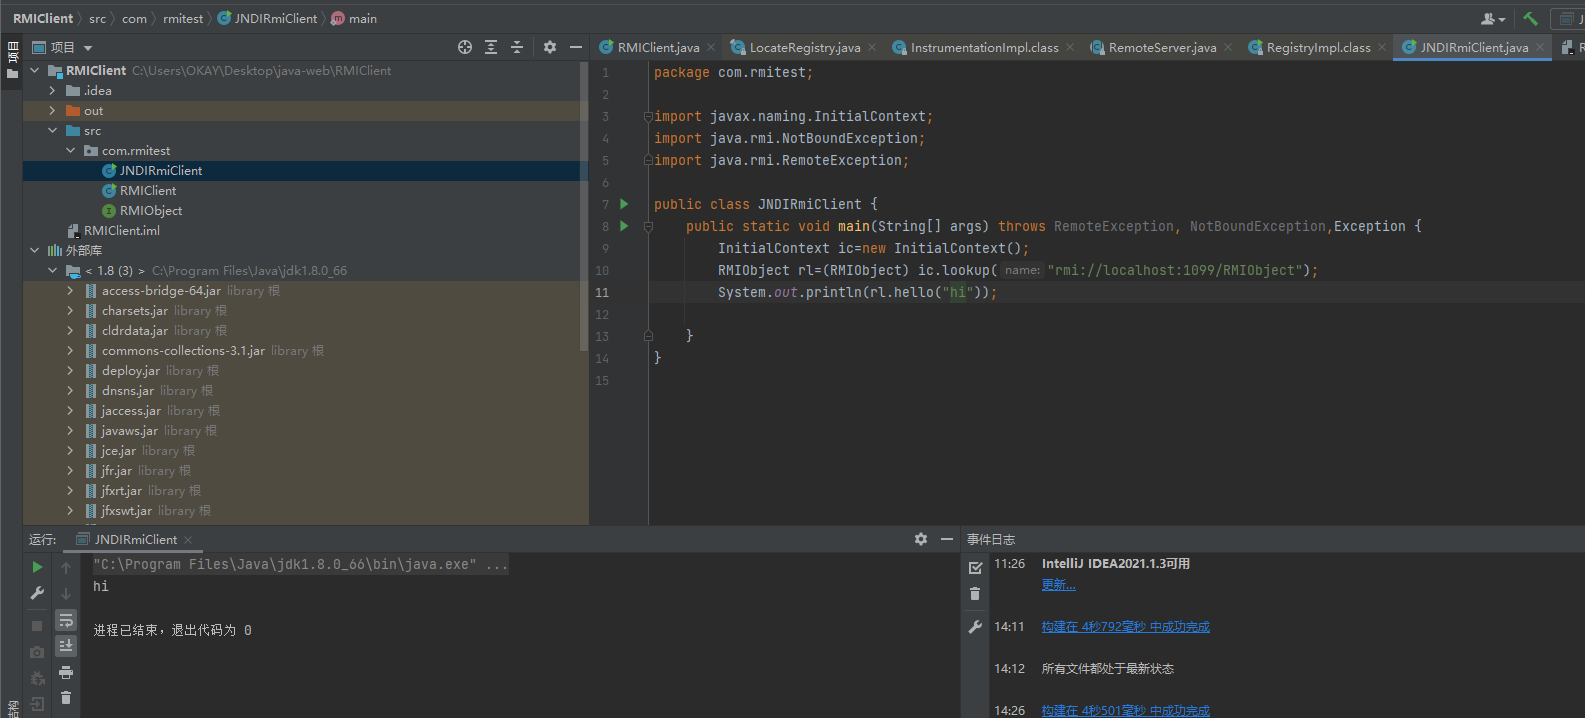 RMIClient src com rmitest JNDIRmiClient main
项目
项目
RMIClient C:\Users\OKAY\Desktop\java-web\RMIClient
.idea
out
src
com.rmitest
JNDIRmiClient
RMIClient
RMIObject
RMIClient.iml
外部库
< 1.8 (3) > C:\Program Files\Java\jdk1.8.0_66
access-bridge-64.jar library 根
charsets.jar library 根
cldrdata.jar library 根
commons-collections-3.1.jar library 根
deploy.jar library 根
dnsns.jar library 根
jaccess.jar library 根
javaws.jar library 根
jce.jar library 根
jfr.jar library 根
jfxrt.jar library 根
jfxswt.jar library 根
RMIClient.java LocateRegistry.java InstrumentationImpl.class RemoteServer.java RegistryImpl.class JNDIRmiClient.java
1 package com.rmitest;
2
3 import javax.naming.InitialContext;
4 import java.rmi.NotBoundException;
5 import java.rmi.RemoteException;
6
7 public class JNDIRmiClient {
8 public static void main(String[] args) throws RemoteException, NotBoundException,Exception {
9 InitialContext ic=new InitialContext();
10 RMIObject rl=(RMIObject) ic.lookup( name: "rmi://localhost:1099/RMIObject");
11 System.out.println(rl.hello("hi"));
12
13 }
14 }
15
运行: JNDIRmiClient
"C:\Program Files\Java\jdk1.8.0_66\bin\java.exe" ...
hi
进程已结束，退出代码为 0
事件日志
11:26 IntelliJ IDEA2021.1.3可用
更新...
14:11 构建在 4秒792毫秒 中成功完成
14:12 所有文件都处于最新状态
14:26 构建在 4秒501毫秒 中成功完成